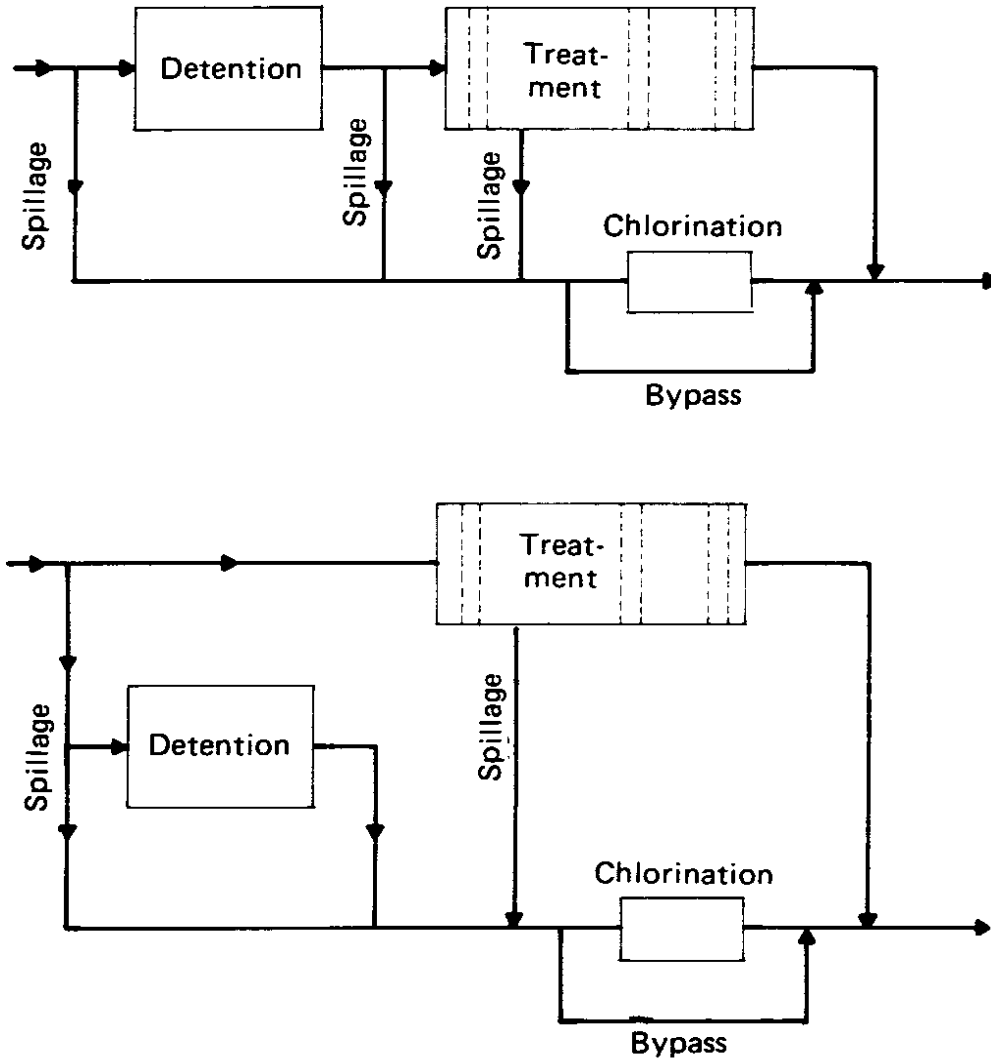 Detention
Treat-
ment
Spillage
Spillage
Spillage
Chlorination
Bypass
Treat-
ment
Detention
Spillage
Spillage
Chlorination
Bypass